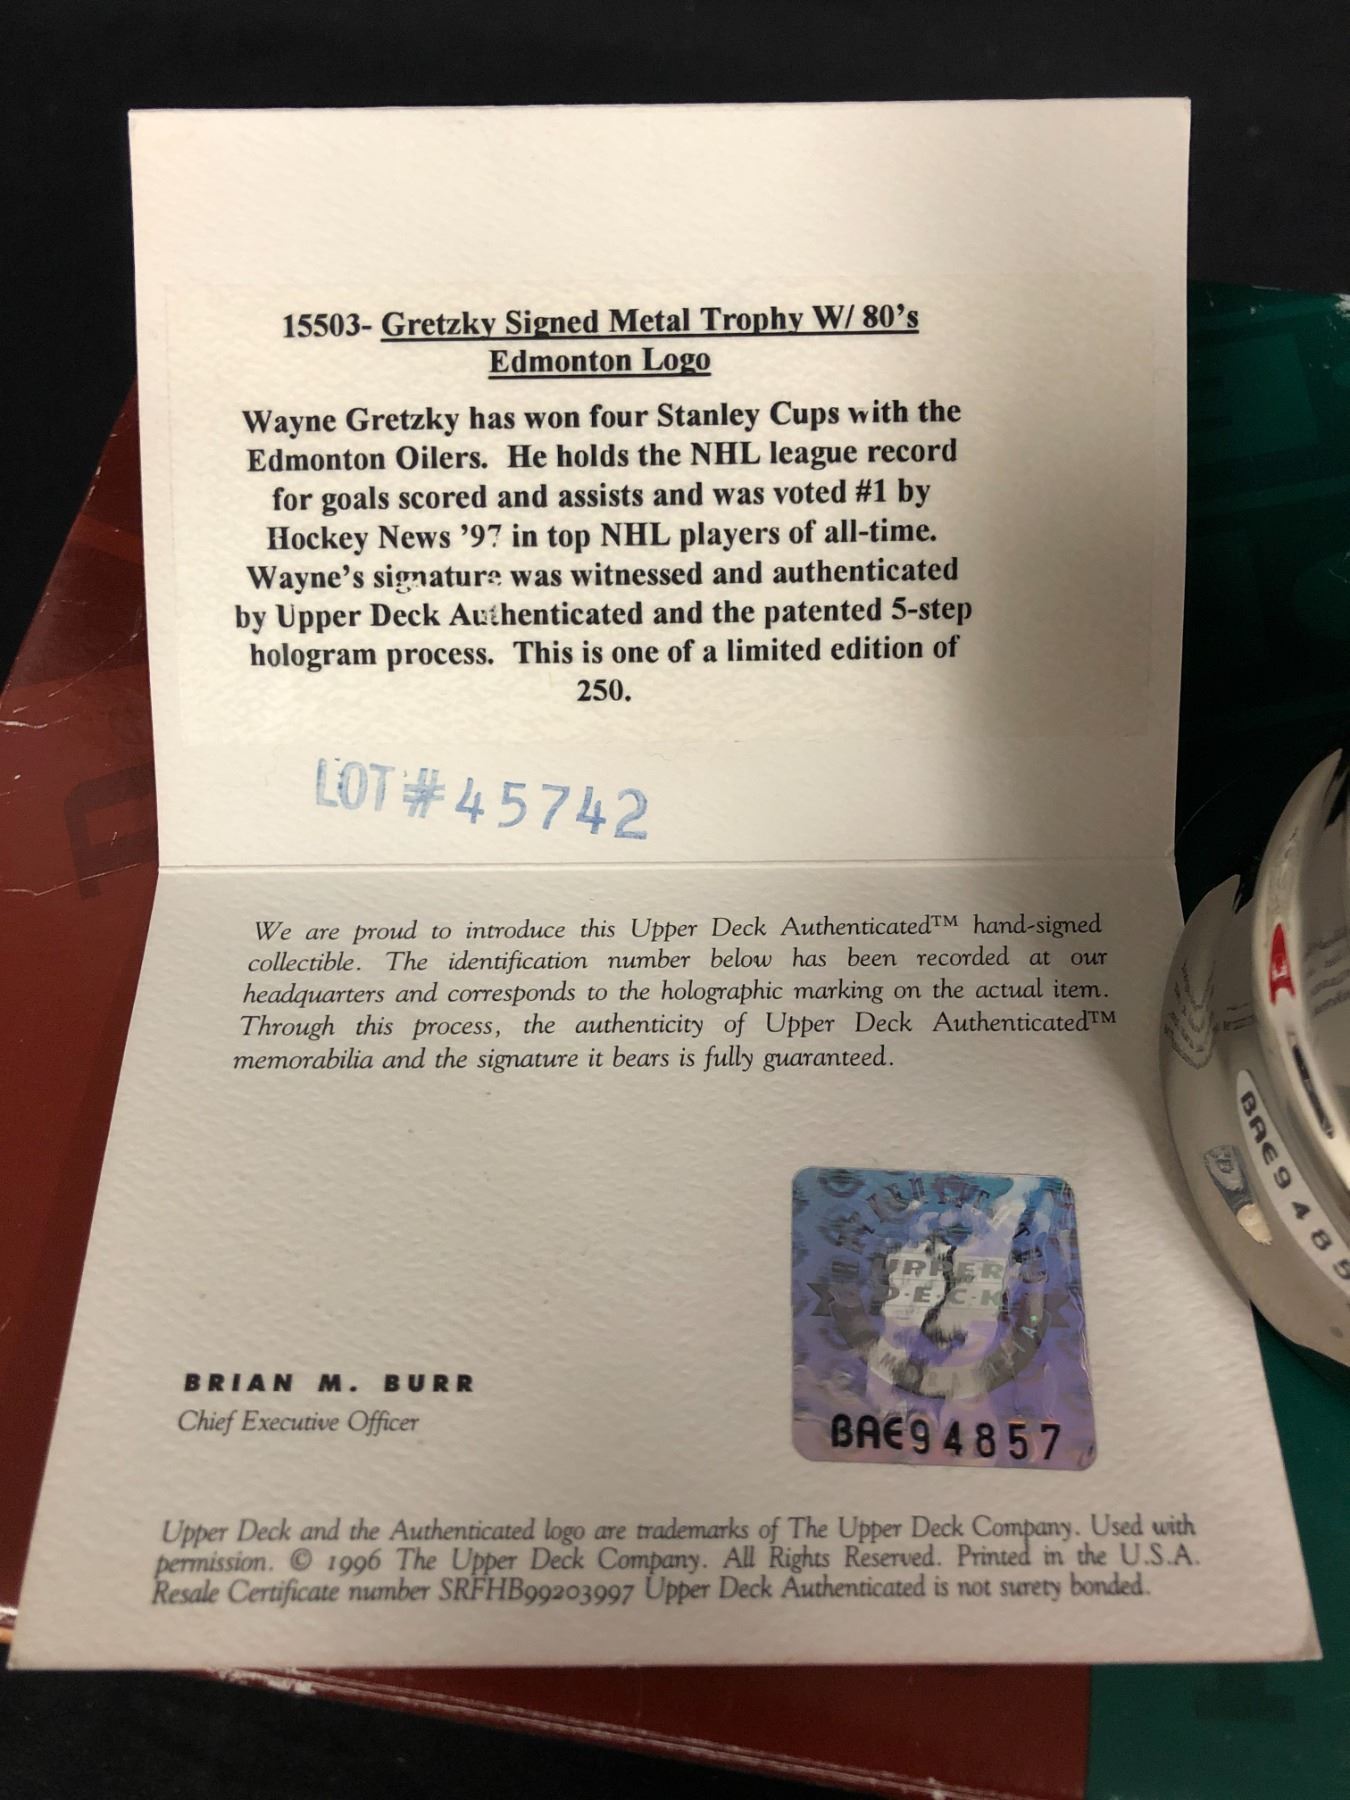 15503- Gretzky Signed Metal Trophy W/ 80's
Edmonton Logo
Wayne Gretzky has won four Stanley Cups with the
Edmonton Oilers. He holds the NHL league record
for goals scored and assists and was voted #1 by
Hockey News '97 in top NHL players of all-time.
Wayne's signature was witnessed and authenticated
by Upper Deck Authenticated and the patented 5-step
hologram process. This is one of a limited edition of
250.
LOT # 45742
We are proud to introduce this Upper Deck Authenticated™ hand-signed
collectible. The identification number below has been recorded at our
headquarters and corresponds to the holographic marking on the actual item.
Through this process, the authenticity of Upper Deck Authenticated™
memorabilia and the signature it bears is fully guaranteed.
UPPER
D·E·C·K
BAE94857
BRIAN M. BURR
Chief Executive Officer
Upper Deck and the Authenticated logo are trademarks of The Upper Deck Company. Used with
permission. © 1996 The Upper Deck Company. All Rights Reserved. Printed in the U.S.A.
Resale Certificate number SRFHB99203997 Upper Deck Authenticated is not surety bonded.
BAE9485